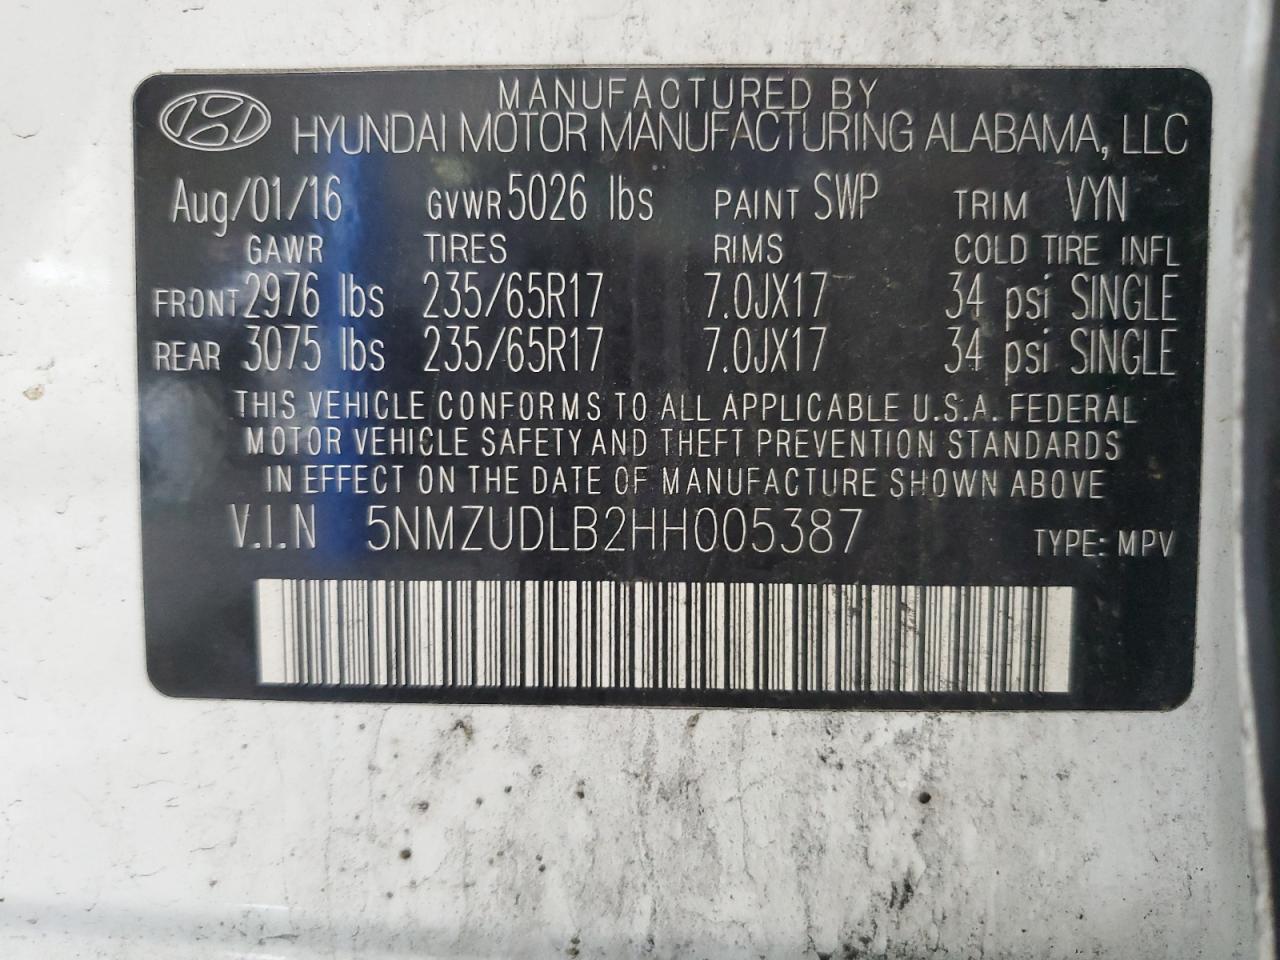 MANUFACTURED BY
HYUNDAI MOTOR MANUFACTURING ALABAMA, LLC
Aug/01/16 GVWR 5026 lbs PAINT SWP TRIM VYN
GAWR TIRES RIMS COLD TIRE INFL
FRONT 2976 lbs 235/65R17 7.0JX17 34 psi SINGLE
REAR 3075 lbs 235/65R17 7.0JX17 34 psi SINGLE
THIS VEHICLE CONFORMS TO ALL APPLICABLE U.S.A. FEDERAL
MOTOR VEHICLE SAFETY AND THEFT PREVENTION STANDARDS
IN EFFECT ON THE DATE OF MANUFACTURE SHOWN ABOVE
V.I.N 5NMZUDLB2HH005387 TYPE: MPV